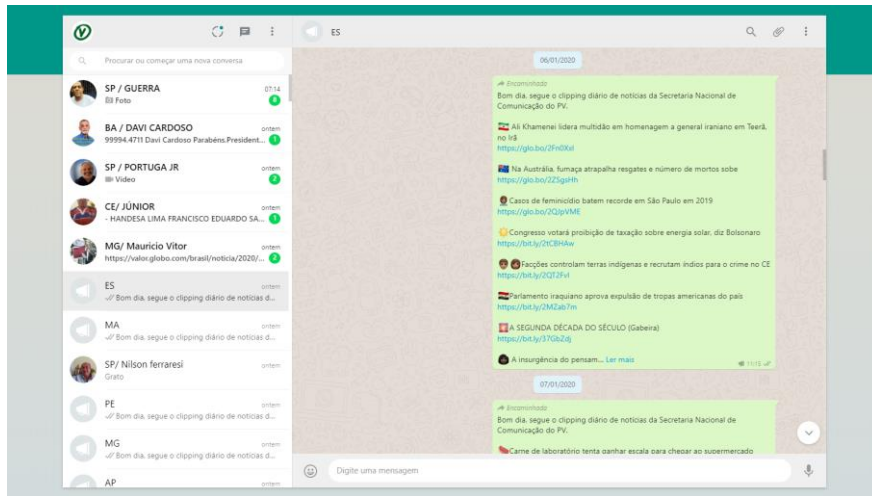 ES
Procurar ou começar uma nova conversa
SP / GUERRA
07:14
Foto
8
BA / DAVI CARDOSO
ontem
99994.4711 Davi Cardoso Parabéns.President...
1
SP / PORTUGA JR
ontem
Vídeo
2
CE/ JÚNIOR
ontem
- HANDESA LIMA FRANCISCO EDUARDO SA...
1
MG/ Mauricio Vitor
ontem
https://valor.globo.com/brasil/noticia/2020/...
2
ES
ontem
Bom dia, segue o clipping diário de notícias d...
MA
ontem
Bom dia, segue o clipping diário de notícias d...
SP/ Nilson ferraresi
ontem
Grato
PE
ontem
Bom dia, segue o clipping diário de notícias d...
MG
ontem
Bom dia, segue o clipping diário de notícias d...
AP
ontem
06/01/2020
Encaminhada
Bom dia, segue o clipping diário de notícias da Secretaria Nacional de
Comunicação do PV.
Ali Khamenei lidera multidão em homenagem a general iraniano em Teerã,
no Irã
https://glo.bo/2Fn0Xxl
Na Austrália, fumaça atrapalha resgates e número de mortos sobe
https://glo.bo/2ZSgsHh
Casos de feminicídio batem recorde em São Paulo em 2019
https://glo.bo/2QJpVME
Congresso votará proibição de taxação sobre energia solar, diz Bolsonaro
https://bit.ly/2tCBHAw
Facções controlam terras indígenas e recrutam índios para o crime no CE
https://bit.ly/2QT2Fvl
Parlamento iraquiano aprova expulsão de tropas americanas do país
https://bit.ly/2MZab7m
A SEGUNDA DÉCADA DO SÉCULO (Gabeira)
https://bit.ly/37GbZdj
A insurgência do pensam... Ler mais
11:15
07/01/2020
Encaminhada
Bom dia, segue o clipping diário de notícias da Secretaria Nacional de
Comunicação do PV.
Carne de laboratório tenta ganhar escala para chegar ao supermercado
Digite uma mensagem